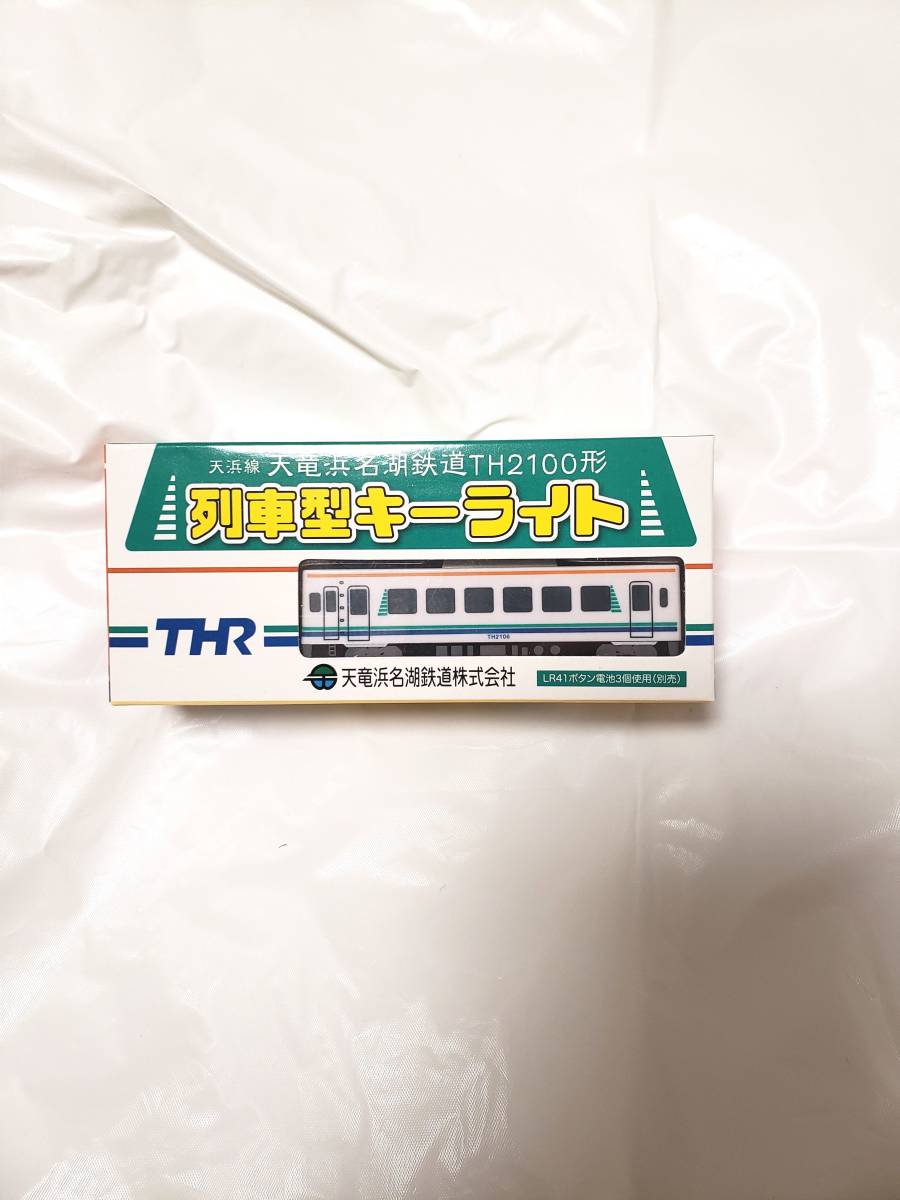 天浜線 天竜浜名湖鉄道TH2100形
列車型キーライト
TH2106
THR
天竜浜名湖鉄道株式会社
LR41ボタン電池3個使用(別売)